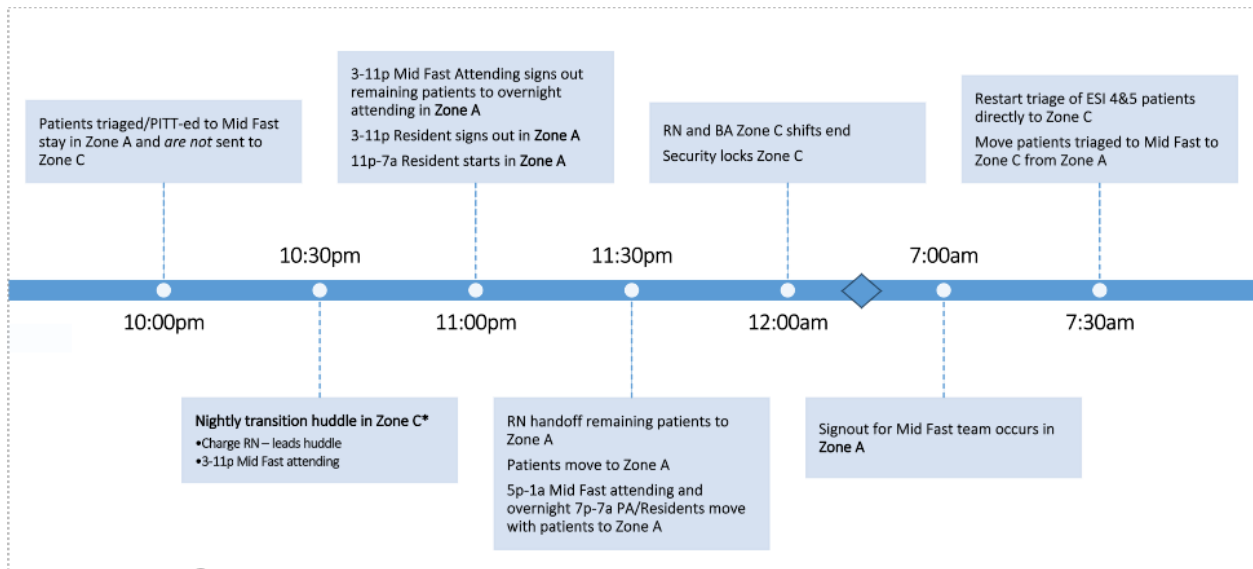 Patients triaged/PITT-ed to Mid Fast
stay in Zone A and are not sent to
Zone C
3-11p Mid Fast Attending signs out
remaining patients to overnight
attending in Zone A
3-11p Resident signs out in Zone A
11p-7a Resident starts in Zone A
RN and BA Zone C shifts end
Security locks Zone C
Restart triage of ESI 4&5 patients
directly to Zone C
Move patients triaged to Mid Fast to
Zone C from Zone A
10:30pm
11:30pm
7:00am
10:00pm
11:00pm
12:00am
7:30am
Nightly transition huddle in Zone C*
•Charge RN – leads huddle
•3-11p Mid Fast attending
RN handoff remaining patients to
Zone A
Patients move to Zone A
5p-1a Mid Fast attending and
overnight 7p-7a PA/Residents move
with patients to Zone A
Signout for Mid Fast team occurs in
Zone A